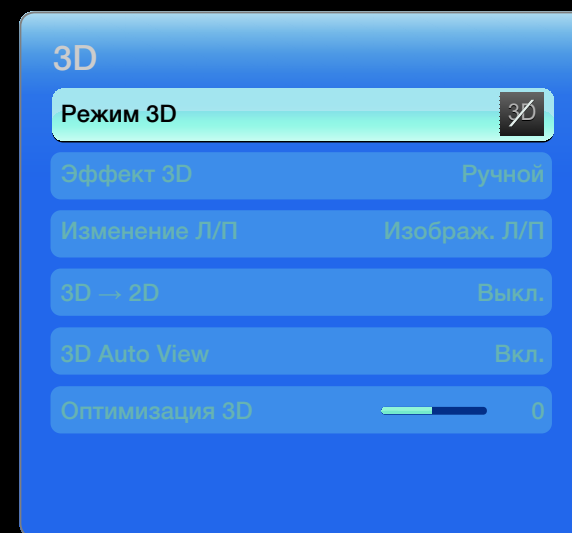 3D
Режим 3D 3D
Эффект 3D Ручной
Изменение Л/П Изображ. Л/П
3D → 2D Выкл.
3D Auto View Вкл.
Оптимизация 3D 0